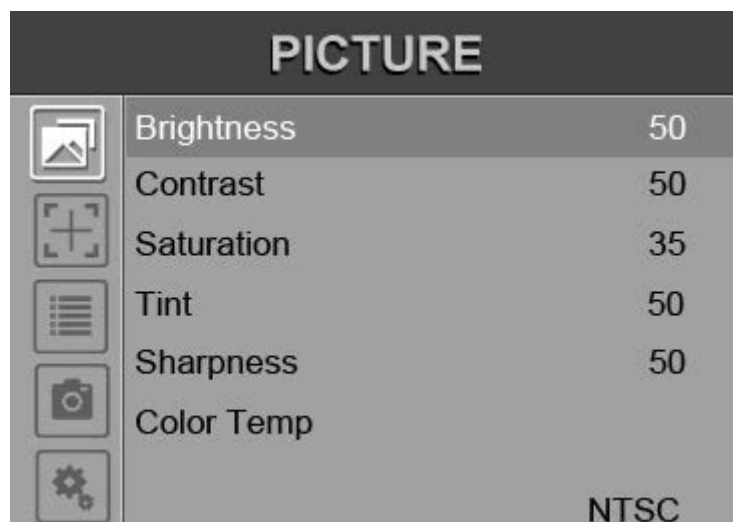 PICTURE
Brightness 50
Contrast 50
Saturation 35
Tint 50
Sharpness 50
Color Temp
NTSC